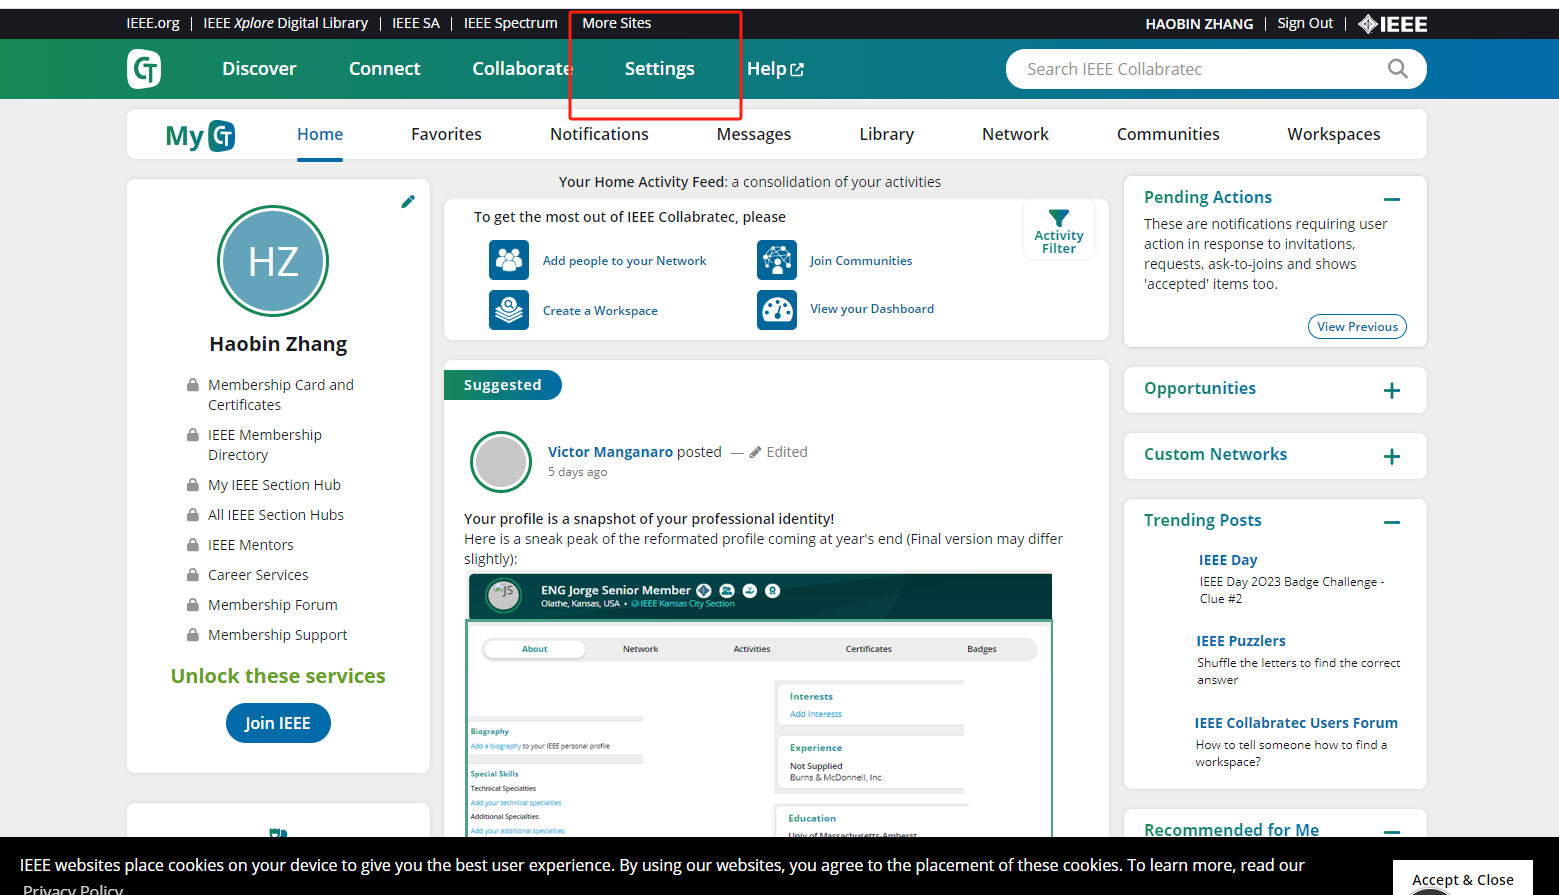 IEEE.org | IEEE Xplore Digital Library | IEEE SA | IEEE Spectrum More Sites
HAOBIN ZHANG | Sign Out | IEEE
CT Discover Connect Collaborate Settings Help
Search IEEE Collabratec
My CT Home Favorites Notifications Messages Library Network Communities Workspaces
HZ
Haobin Zhang
Membership Card and
Certificates
IEEE Membership
Directory
My IEEE Section Hub
All IEEE Section Hubs
IEEE Mentors
Career Services
Membership Forum
Membership Support
Unlock these services
Join IEEE
Your Home Activity Feed: a consolidation of your activities
To get the most out of IEEE Collabratec, please
Add people to your Network
Join Communities
Create a Workspace
View your Dashboard
Activity
Filter
Suggested
Victor Manganaro posted — Edited
5 days ago
Your profile is a snapshot of your professional identity!
Here is a sneak peak of the reformated profile coming at year's end (Final version may differ
slightly):
JS
ENG Jorge Senior Member
Olathe, Kansas, USA • IEEE Kansas City Section
About Network Activities Certificates Badges
Biography
Add a biography to your IEEE personal profile
Special Skills
Technical Specialties
Add your technical specialties
Additional Specialties
Add your additional specialties
Interests
Add Interests
Experience
Not Supplied
Burns & McDonnell, Inc.
Education
Univ of Massachusetts-Amherst
Pending Actions
These are notifications requiring user
action in response to invitations,
requests, ask-to-joins and shows
'accepted' items too.
View Previous
Opportunities
Custom Networks
Trending Posts
IEEE Day
IEEE Day 2023 Badge Challenge -
Clue #2
IEEE Puzzlers
Shuffle the letters to find the correct
answer
IEEE Collabratec Users Forum
How to tell someone how to find a
workspace?
Recommended for Me
IEEE websites place cookies on your device to give you the best user experience. By using our websites, you agree to the placement of these cookies. To learn more, read our
Privacy Policy
Accept & Close